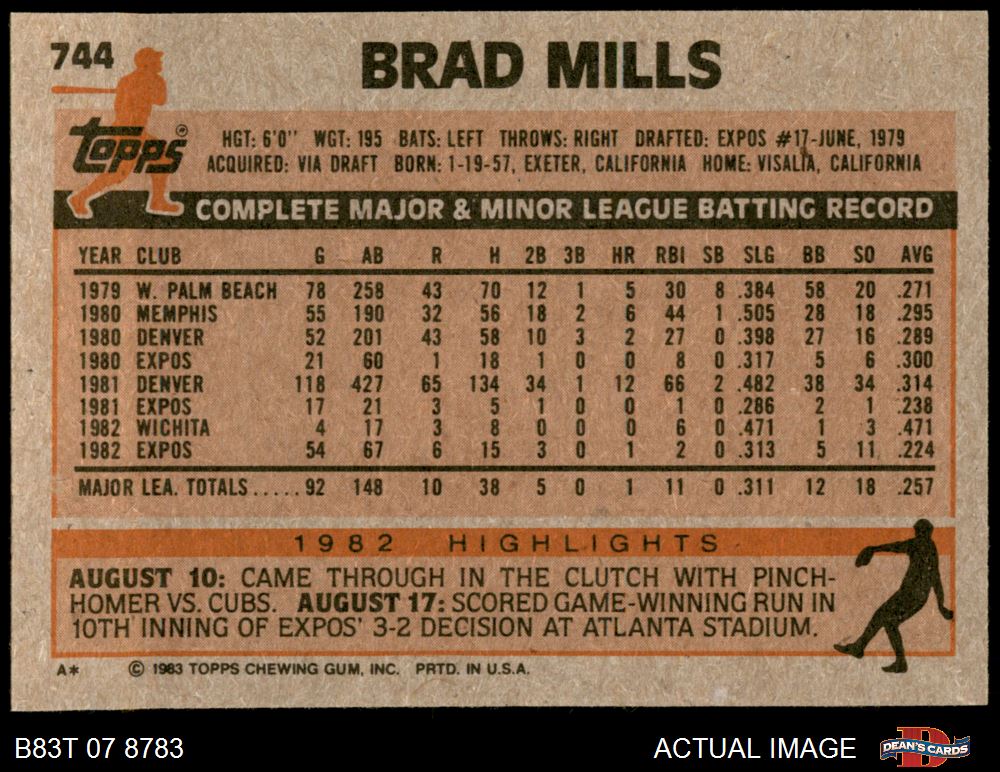 744
BRAD MILLS
topps®
HGT: 6'0" WGT: 195 BATS: LEFT THROWS: RIGHT DRAFTED: EXPOS #17-JUNE, 1979
ACQUIRED: VIA DRAFT BORN: 1-19-57, EXETER, CALIFORNIA HOME: VISALIA, CALIFORNIA
COMPLETE MAJOR & MINOR LEAGUE BATTING RECORD
YEAR CLUB G AB R H 2B 3B HR RBI SB SLG BB SO AVG
1979 W. PALM BEACH 78 258 43 70 12 1 5 30 8 .384 58 20 .271
1980 MEMPHIS 55 190 32 56 18 2 6 44 1 .505 28 18 .295
1980 DENVER 52 201 43 58 10 3 2 27 0 .398 27 16 .289
1980 EXPOS 21 60 1 18 1 0 0 8 0 .317 5 6 .300
1981 DENVER 118 427 65 134 34 1 12 66 2 .482 38 34 .314
1981 EXPOS 17 21 3 5 1 0 0 1 0 .286 2 1 .238
1982 WICHITA 4 17 3 8 0 0 0 6 0 .471 1 3 .471
1982 EXPOS 54 67 6 15 3 0 1 2 0 .313 5 11 .224
MAJOR LEA. TOTALS ..... 92 148 10 38 5 0 1 11 0 .311 12 18 .257
1982 HIGHLIGHTS
AUGUST 10: CAME THROUGH IN THE CLUTCH WITH PINCH-
HOMER VS. CUBS. AUGUST 17: SCORED GAME-WINNING RUN IN
10TH INNING OF EXPOS' 3-2 DECISION AT ATLANTA STADIUM.
A* © 1983 TOPPS CHEWING GUM, INC. PRTD. IN U.S.A.
B83T 07 8783 ACTUAL IMAGE DEAN'S CARDS